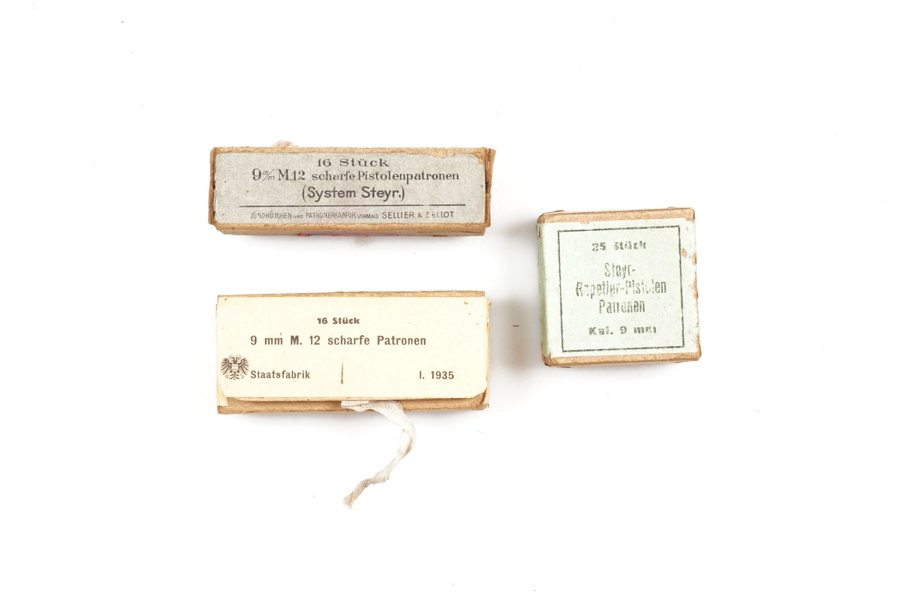 16 Stück
9 m/m M.12 scharfe Pistolenpatronen
(System Steyr.)
ZÜNDHÜTCHEN UND PATRONENFABRIK VORMALS SELLIER & BELLOT
16 Stück
9 mm M. 12 scharfe Patronen
Staatsfabrik I. 1935
25 Stück
Steyr-
Repetier-Pistolen
Patronen
Kal. 9 mm